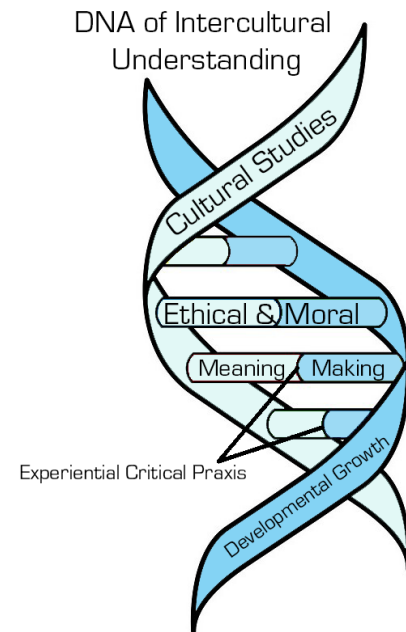 DNA of Intercultural
Understanding
Cultural Studies
Ethical & Moral
Meaning Making
Experiential Critical Praxis
Developmental Growth